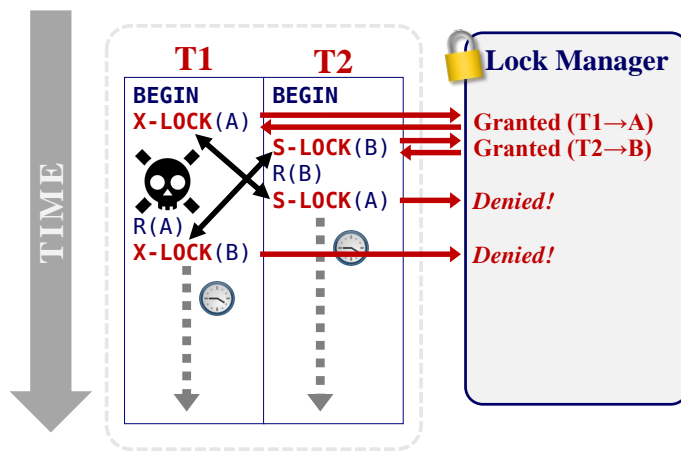 TIME
T1
T2
Lock Manager
BEGIN
BEGIN
X-LOCK(A)
Granted (T1→A)
S-LOCK(B)
Granted (T2→B)
R(B)
S-LOCK(A)
Denied!
R(A)
X-LOCK(B)
Denied!